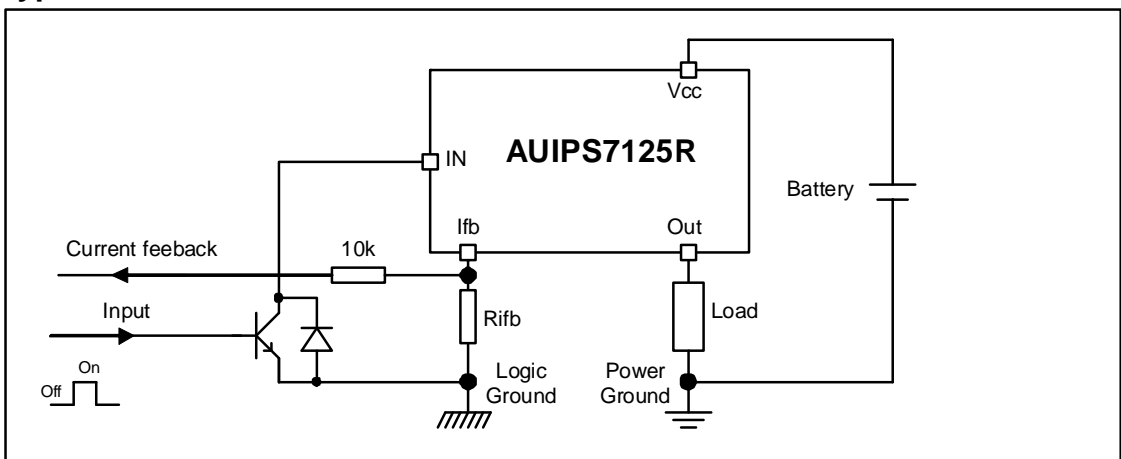 Vcc
AUIPS7125R
IN
Battery
Ifb
Out
Current feeback
10k
Input
Rifb
Load
On
Off
Logic
Ground
Power
Ground